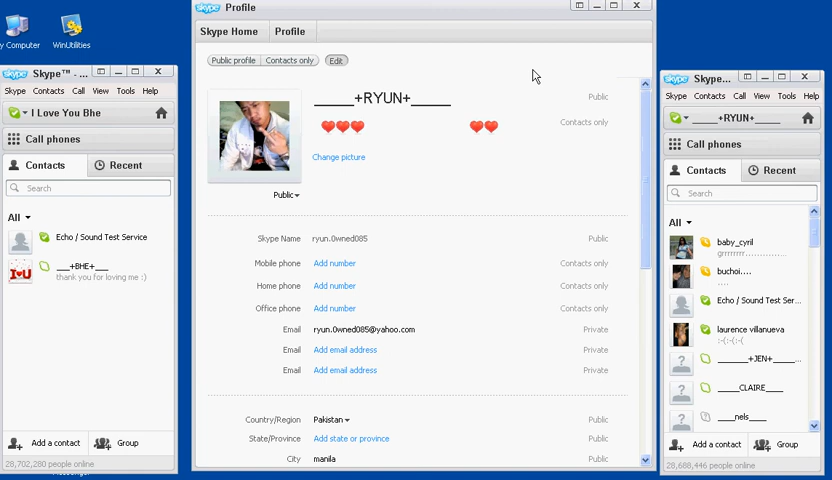 y Computer
WinUtilities
skype Skype™ - ...
Skype Contacts Call View Tools Help
I Love You Bhe
Call phones
Contacts Recent
Search
All
Echo / Sound Test Service
___+BHE+___
thank you for loving me :)
Add a contact Group
28,702,280 people online
skype Profile
Skype Home Profile
Public profile Contacts only Edit
_____+RYUN+_____ Public
Contacts only
Change picture
Public
Skype Name ryun.0wned085 Public
Mobile phone Add number Contacts only
Home phone Add number Contacts only
Office phone Add number Contacts only
Email ryun.0wned085@yahoo.com Private
Email Add email address Private
Email Add email address Private
Country/Region Pakistan Public
State/Province Add state or province Public
City manila Public
skype Skype...
Skype Contacts Call View Tools Help
_____+RYUN+_____
Call phones
Contacts Recent
Search
All
baby_cyril
buchoi....
....
Echo / Sound Test Ser...
laurence villanueva
:-(:-(:-(
_______+JEN+_____...
_____CLAIRE____
____nels____
Add a contact Group
28,688,446 people online